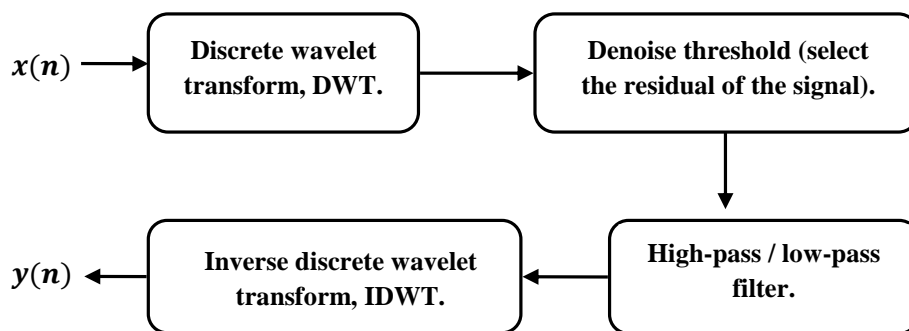 x(n)
Discrete wavelet
transform, DWT.
Denoise threshold (select
the residual of the signal).
High-pass / low-pass
filter.
Inverse discrete wavelet
transform, IDWT.
y(n)